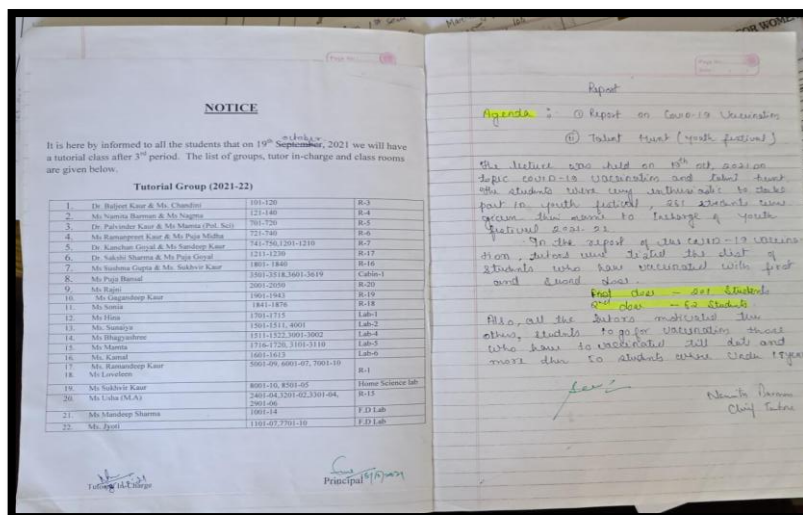 FOR WOMEN
NOTICE
october
It is here by informed to all the students that on 19th September, 2021 we will have
a tutorial class after 3rd period. The list of groups, tutor in-charge and class rooms
are given below.
Tutorial Group (2021-22)
1. Dr. Baljeet Kaur & Ms. Chandini 101-120 R-3
2. Ms Namita Burman & Ms Nagma 121-140 R-4
3. Dr. Palvinder Kaur & Ms Mamta (Pol. Sci) 701-720 R-5
4. Ms Ramanpreet Kaur & Ms Puja Midha 721-740 R-6
5. Dr. Kanchan Goyal & Ms Sandeep Kaur 741-750,1201-1210 R-7
6. Dr. Sakshi Sharma & Ms Puja Goyal 1211-1230 R-17
7. Ms Sushma Gupta & Ms. Sukhvir Kaur 1801- 1840 R-16
8. Ms Puja Bansal 3501-3518,3601-3619 Cabin-1
9. Ms Rajni 2001-2050 R-20
10. Ms Gagandeep Kaur 1901-1943 R-19
11. Ms Sonia 1841-1876 R-18
12. Ms Hina 1701-1715 Lab-1
13. Ms. Sunaiya 1501-1511, 4001 Lab-2
14. Ms Bhagyashree 1511-1522,3001-3002 Lab-4
15. Ms Mamta 1716-1720, 3101-3110 Lab-5
16. Ms. Kamal 1601-1613 Lab-6
17. Ms. Ramandeep Kaur 5001-09, 6001-07, 7001-10 R-1
18. Ms Loveleen
19. Ms Sukhvir Kaur 8001-10, 8501-05 Home Science lab
20. Ms Usha (M.A) 2401-04,3201-02,3301-04, R-15
2901-06
21. Ms Mandeep Sharma 1001-14 F.D Lab
22. Ms. Jyoti 1101-07,7701-10 F.D Lab
Tutor In-Charge
Principal
Report
Agenda : (i) Report on Covid-19 Vaccination
(ii) Talent Hunt (youth festival)
The lecture was held on 19th oct, 2021 on
topic COVID-19 vaccination and talent hunt.
The students were very enthusiastic to take
part in youth festival, 251 students were
their name to Incharge of youth
festival 2021-22
In the report of the COVID-19 vaccina
tion, tutors were the list of
students who have vaccinated with first
and second dose.
First dose - 201 Students
2nd dose - 52 Students
Also, all the tutors motivated the
others, students to go for vaccination those
who have to vaccinated till dat and
more then 50 students were Under
Namita Burman
Chief Tutor